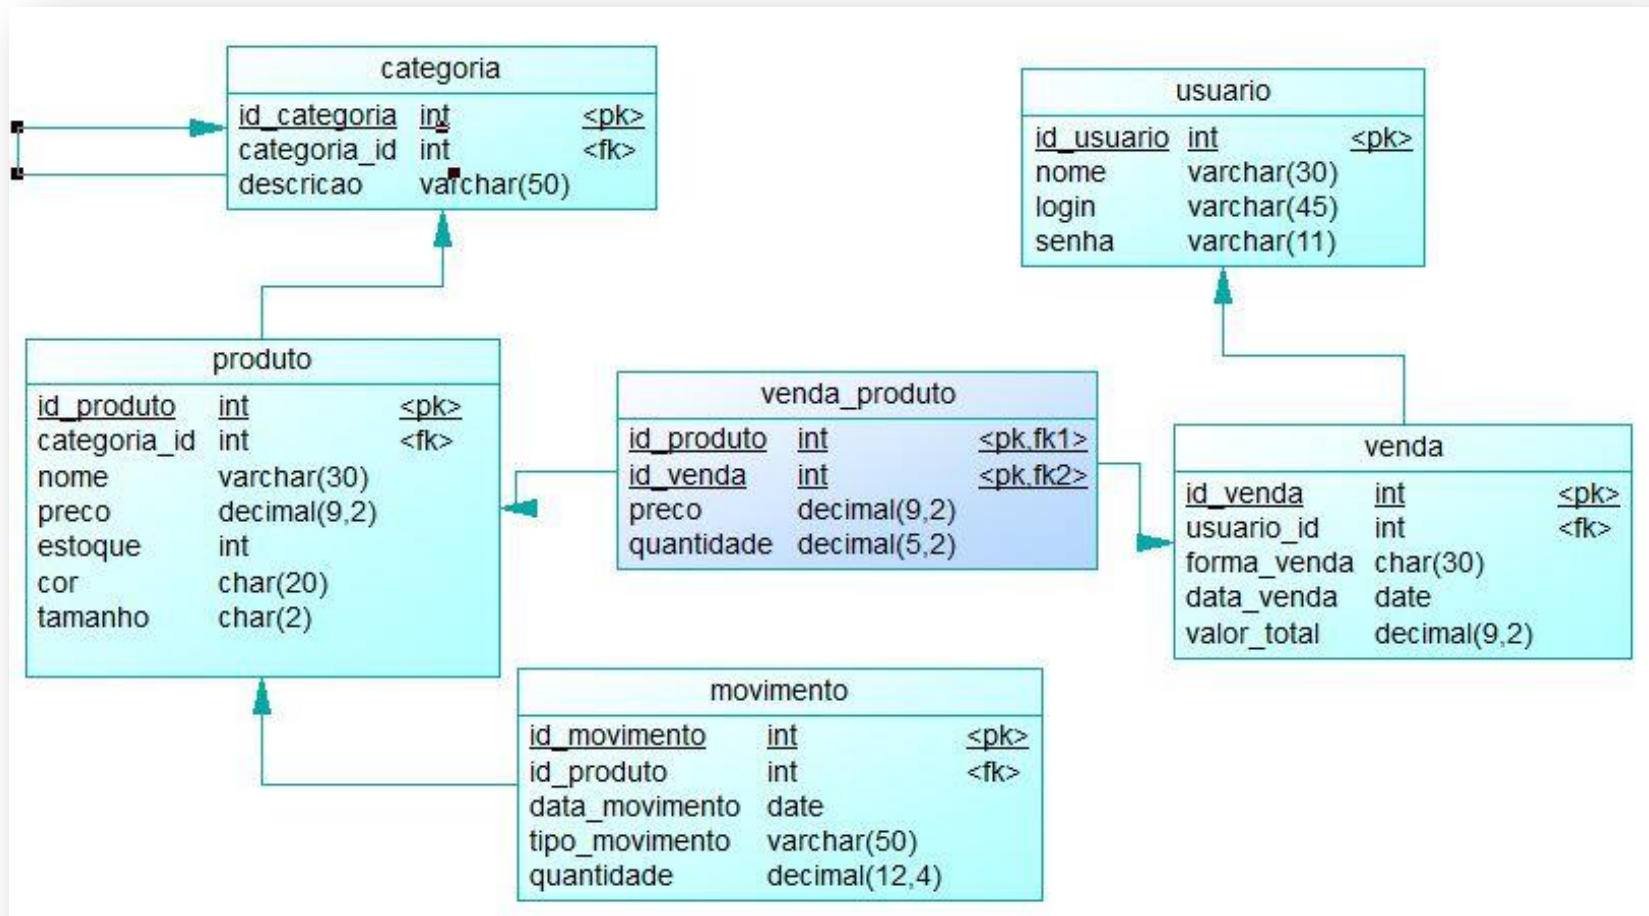 categoria
id_categoria int <pk>
categoria_id int <fk>
descricao varchar(50)
usuario
id_usuario int <pk>
nome varchar(30)
login varchar(45)
senha varchar(11)
produto
id_produto int <pk>
categoria_id int <fk>
nome varchar(30)
preco decimal(9,2)
estoque int
cor char(20)
tamanho char(2)
venda_produto
id_produto int <pk,fk1>
id_venda int <pk,fk2>
preco decimal(9,2)
quantidade decimal(5,2)
venda
id_venda int <pk>
usuario_id int <fk>
forma_venda char(30)
data_venda date
valor_total decimal(9,2)
movimento
id_movimento int <pk>
id_produto int <fk>
data_movimento date
tipo_movimento varchar(50)
quantidade decimal(12,4)